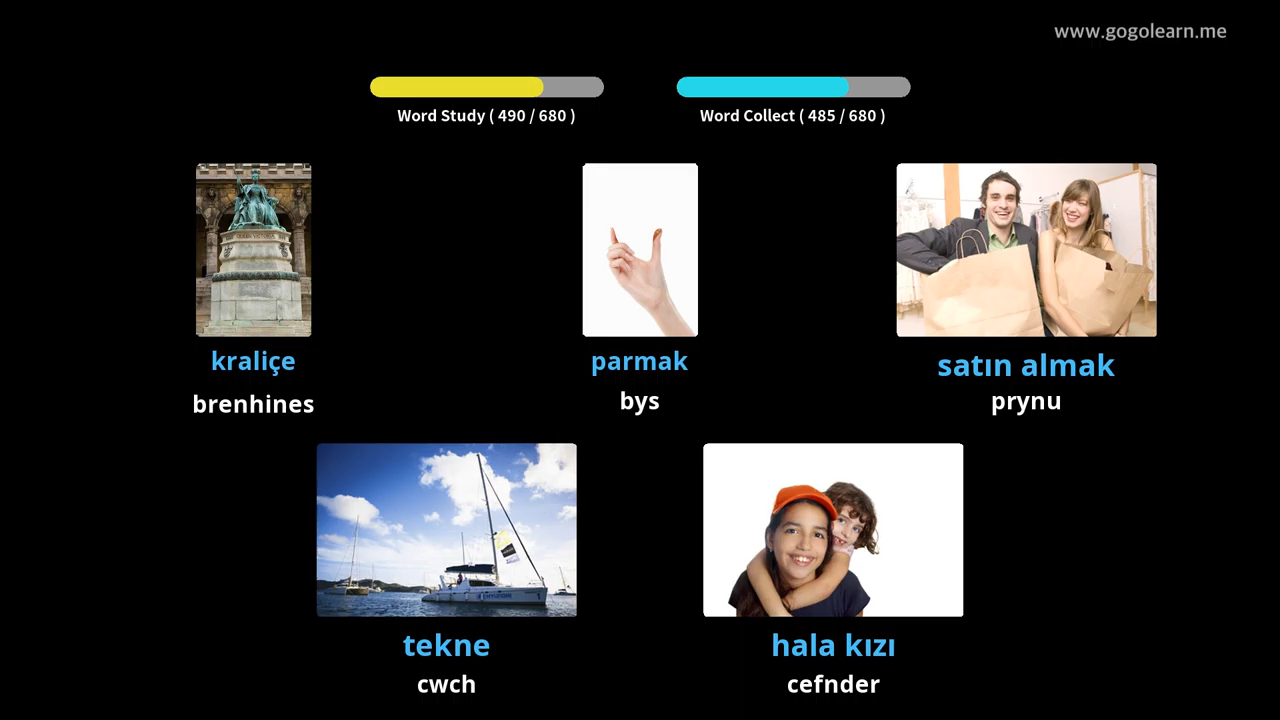 www.gogolearn.me
Word Study ( 490 / 680 )
Word Collect ( 485 / 680 )
kraliçe
brenhines
parmak
bys
satın almak
prynu
tekne
cwch
hala kızı
cefnder